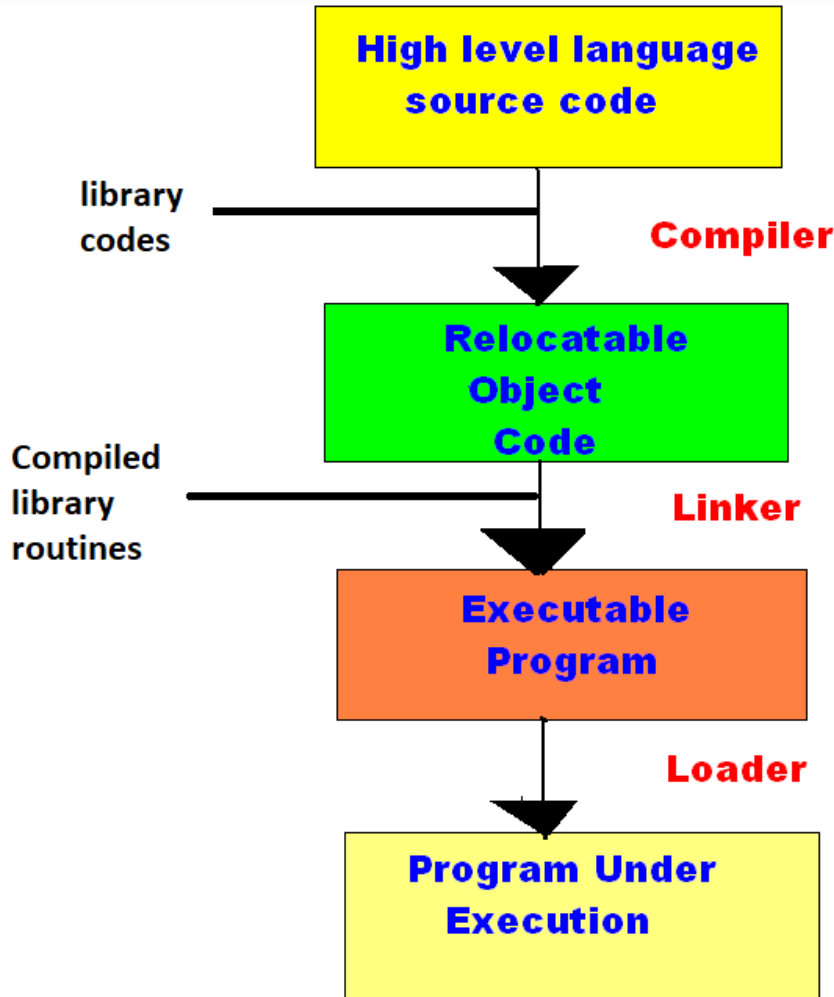 High level language
source code
library
codes
Compiler
Relocatable
Object
Code
Compiled
library
routines
Linker
Executable
Program
Loader
Program Under
Execution